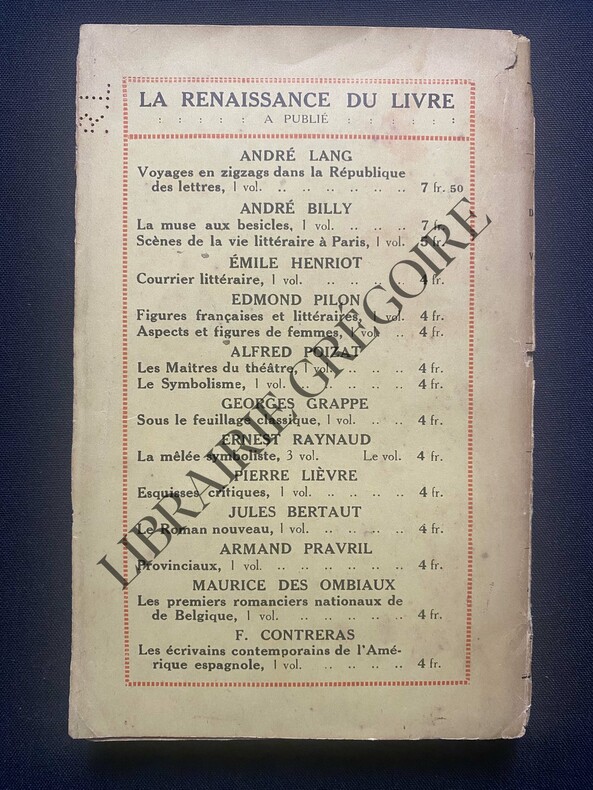 LA RENAISSANCE DU LIVRE
: : : : : A PUBLIÉ : : : : : :
ANDRÉ LANG
Voyages en zigzags dans la République
des lettres, 1 vol. .. .. .. .. .. .. 7 fr. 50
ANDRÉ BILLY
La muse aux besicles, 1 vol. .. .. .. 7 fr.
Scènes de la vie littéraire à Paris, 1 vol. 5 fr.
ÉMILE HENRIOT
Courrier littéraire, 1 vol. .. .. .. .. 4 fr.
EDMOND PILON
Figures françaises et littéraires, 1 vol. 4 fr.
Aspects et figures de femmes, 1 vol .. 4 fr.
ALFRED POIZAT
Les Maîtres du théâtre, 1 vol. .. .. .. 4 fr.
Le Symbolisme, 1 vol. .. .. .. .. 4 fr.
GEORGES GRAPPE
Sous le feuillage classique, 1 vol. .. .. 4 fr.
ERNEST RAYNAUD
La mêlée symboliste, 3 vol. Le vol. 4 fr.
PIERRE LIÈVRE
Esquisses critiques, 1 vol. .. .. .. .. 4 fr.
JULES BERTAUT
Le Roman nouveau, 1 vol. .. .. .. .. 4 fr.
ARMAND PRAVRIL
Provinciaux, 1 vol. .. .. .. .. .. .. 4 fr.
MAURICE DES OMBIAUX
Les premiers romanciers nationaux de
de Belgique, 1 vol. .. .. .. .. .. 4 fr.
F. CONTRERAS
Les écrivains contemporains de l'Amé-
rique espagnole, 1 vol. .. .. .. .. 4 fr.
LIBRAIRIE GRÉGOIRE